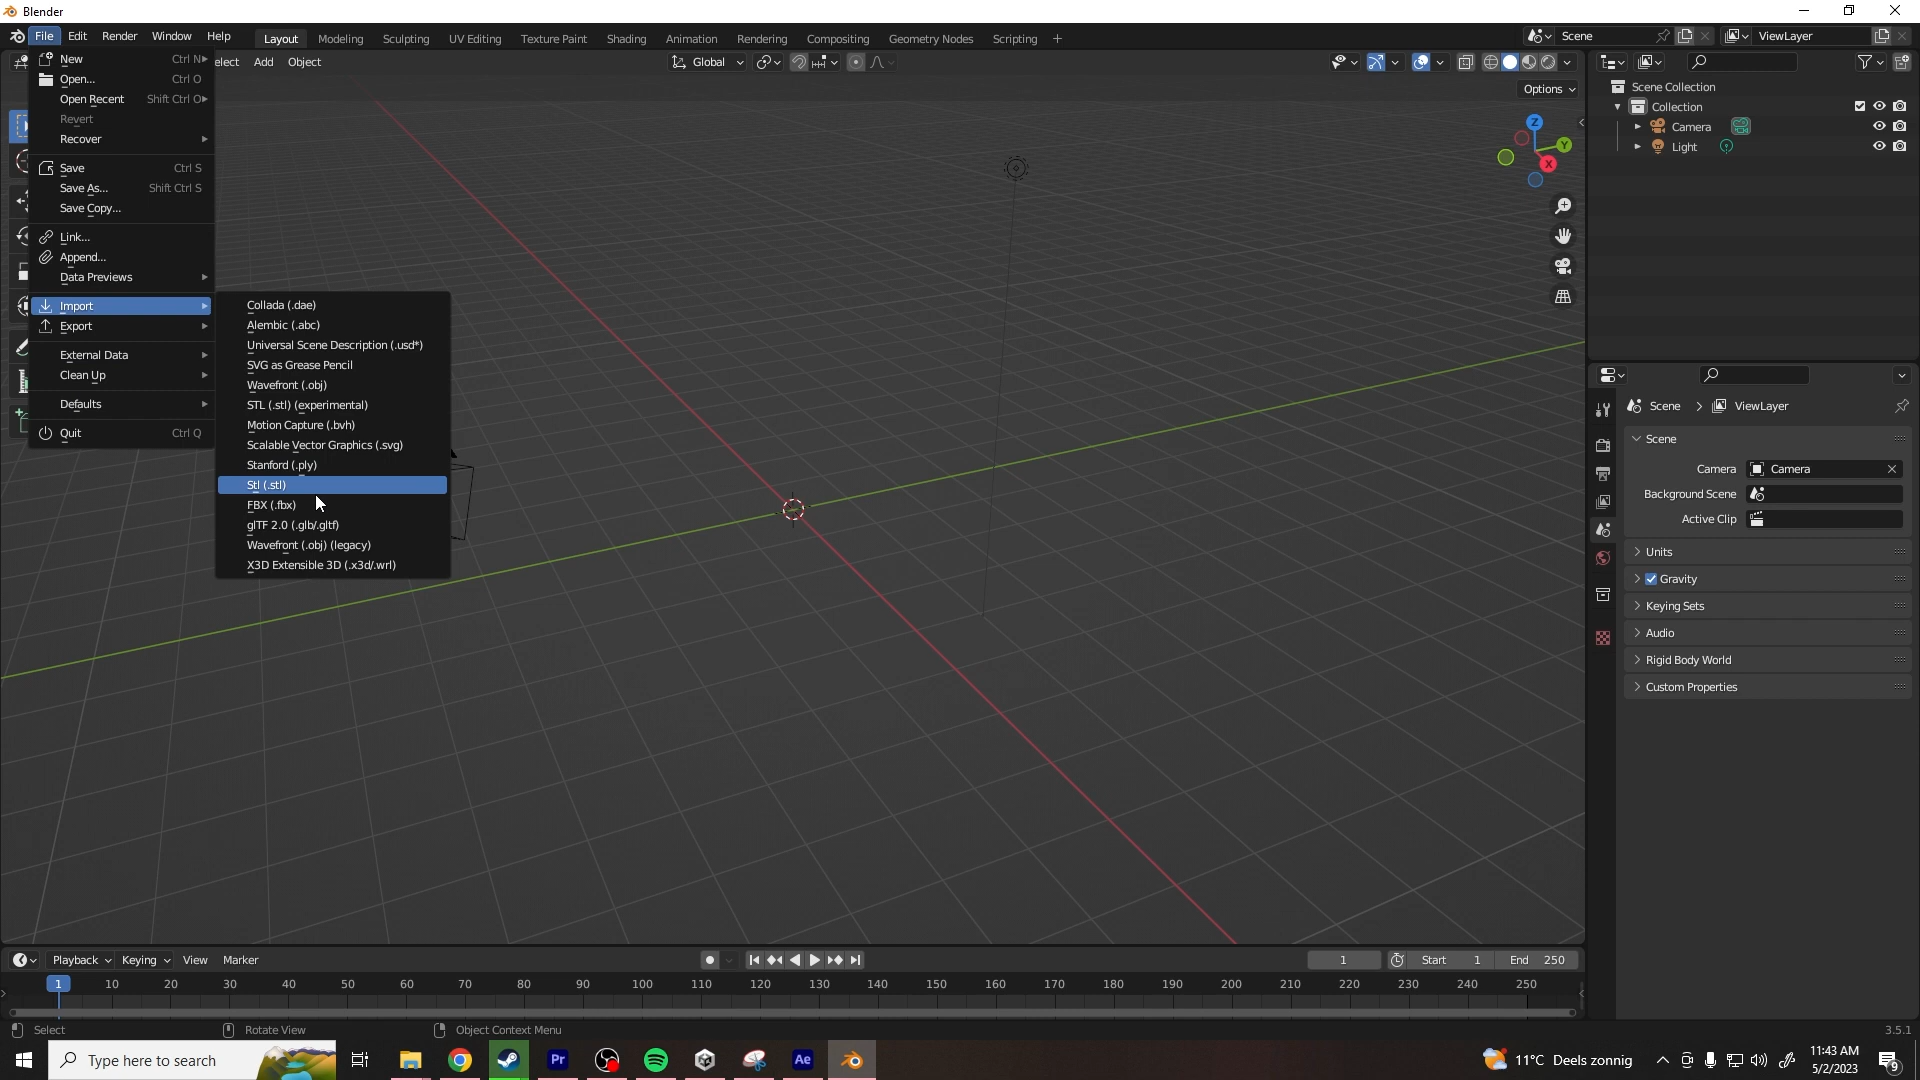 Blender
File Edit Render Window Help Layout Modeling Sculpting UV Editing Texture Paint Shading Animation Rendering Compositing Geometry Nodes Scripting + Scene ViewLayer
elect Add Object Global
Options
New Ctrl N
Open... Ctrl O
Open Recent Shift Ctrl O
Revert
Recover
Save Ctrl S
Save As... Shift Ctrl S
Save Copy...
Link...
Append...
Data Previews
Import
Export
External Data
Clean Up
Defaults
Quit Ctrl Q
Collada (.dae)
Alembic (.abc)
Universal Scene Description (.usd*)
SVG as Grease Pencil
Wavefront (.obj)
STL (.stl) (experimental)
Motion Capture (.bvh)
Scalable Vector Graphics (.svg)
Stanford (.ply)
Stl (.stl)
FBX (.fbx)
glTF 2.0 (.glb/.gltf)
Wavefront (.obj) (legacy)
X3D Extensible 3D (.x3d/.wrl)
Z
Y
X
Scene Collection
Collection
Camera
Light
Scene > ViewLayer
Scene
Camera Camera
Background Scene
Active Clip
Units
Gravity
Keying Sets
Audio
Rigid Body World
Custom Properties
Playback Keying View Marker 1 Start 1 End 250
1 10 20 30 40 50 60 70 80 90 100 110 120 130 140 150 160 170 180 190 200 210 220 230 240 250
Select Rotate View Object Context Menu 3.5.1
Type here to search Pr Ae 11°C Deels zonnig 11:43 AM
5/2/2023 9